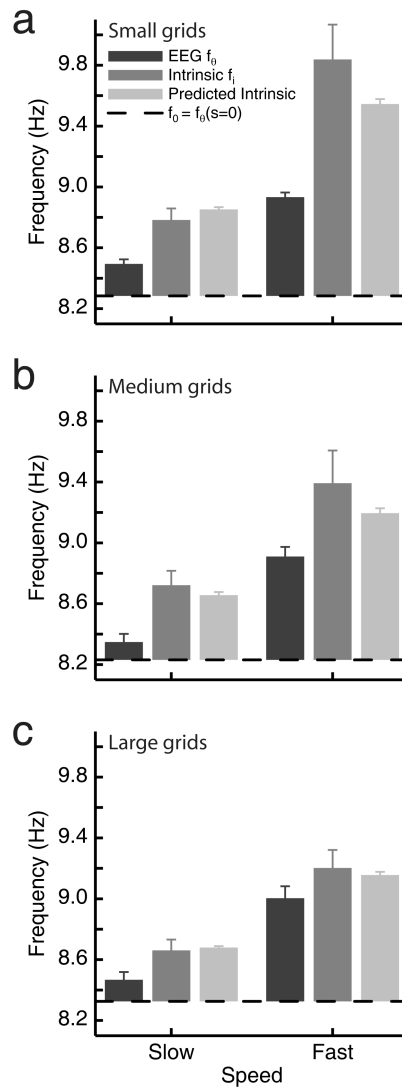 a
Small grids
EEG fθ
Intrinsic fi
Predicted Intrinsic
f0 = fθ(s=0)
Frequency (Hz)
9.8
9.4
9.0
8.6
8.2
b
Medium grids
Frequency (Hz)
9.8
9.4
9.0
8.6
8.2
c
Large grids
Frequency (Hz)
9.8
9.4
9.0
8.6
8.2
Slow Fast
Speed